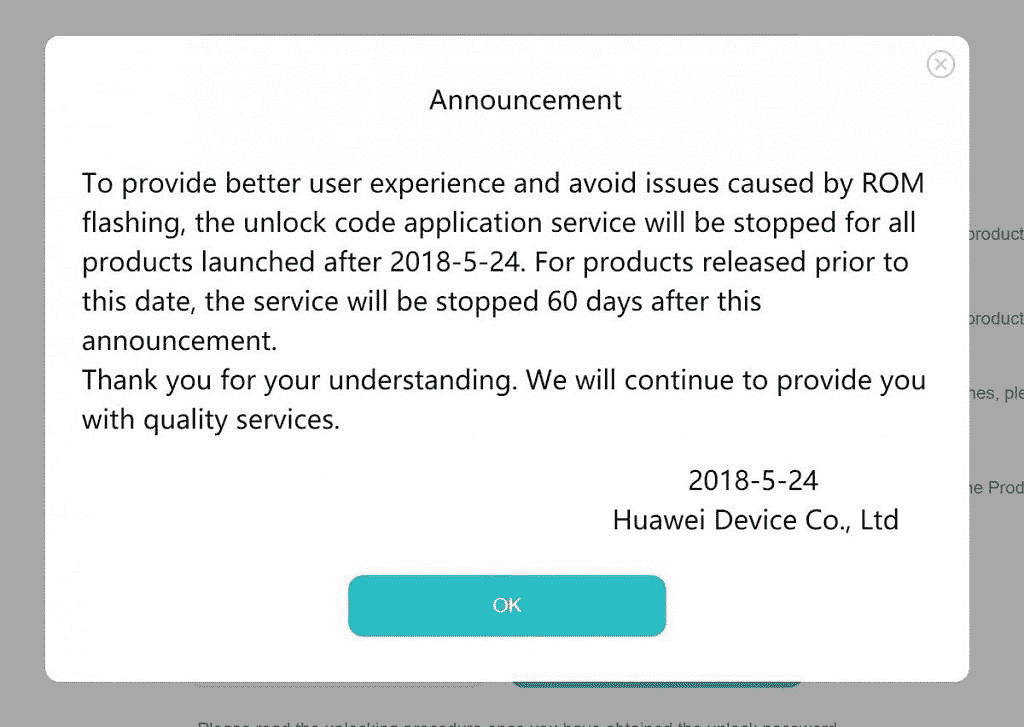 Announcement
To provide better user experience and avoid issues caused by ROM
flashing, the unlock code application service will be stopped for all
products launched after 2018-5-24. For products released prior to
this date, the service will be stopped 60 days after this
announcement.
Thank you for your understanding. We will continue to provide you
with quality services.
2018-5-24
Huawei Device Co., Ltd
OK
product
product
Please read the unlocking procedure once you have obtained the unlock password